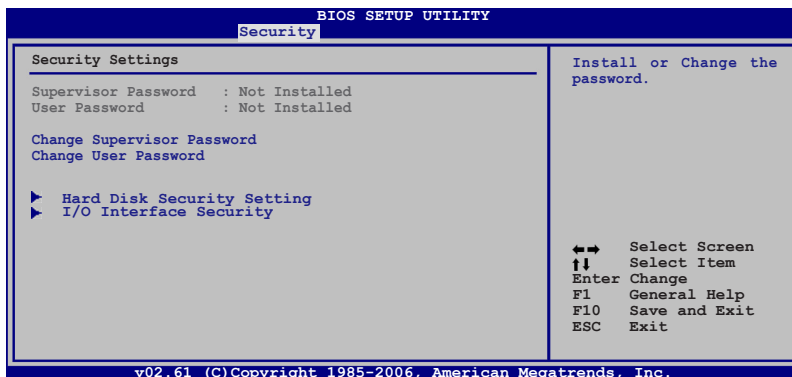 BIOS SETUP UTILITY
Security
Security Settings
Supervisor Password : Not Installed
User Password : Not Installed
Change Supervisor Password
Change User Password
Hard Disk Security Setting
I/O Interface Security
Install or Change the
password.
Select Screen
Select Item
Enter Change
F1 General Help
F10 Save and Exit
ESC Exit
v02.61 (C)Copyright 1985-2006, American Megatrends, Inc.